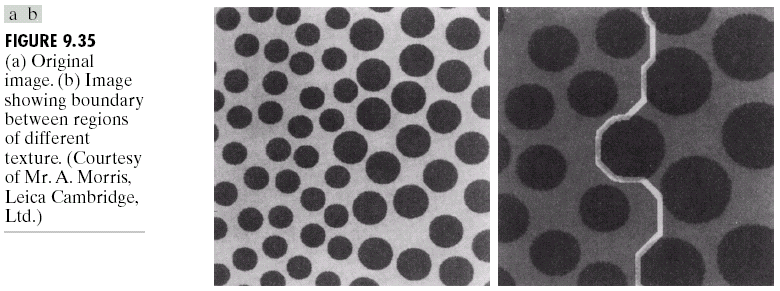 a b
FIGURE 9.35
(a) Original
image. (b) Image
showing boundary
between regions
of different
texture. (Courtesy
of Mr. A. Morris,
Leica Cambridge,
Ltd.)